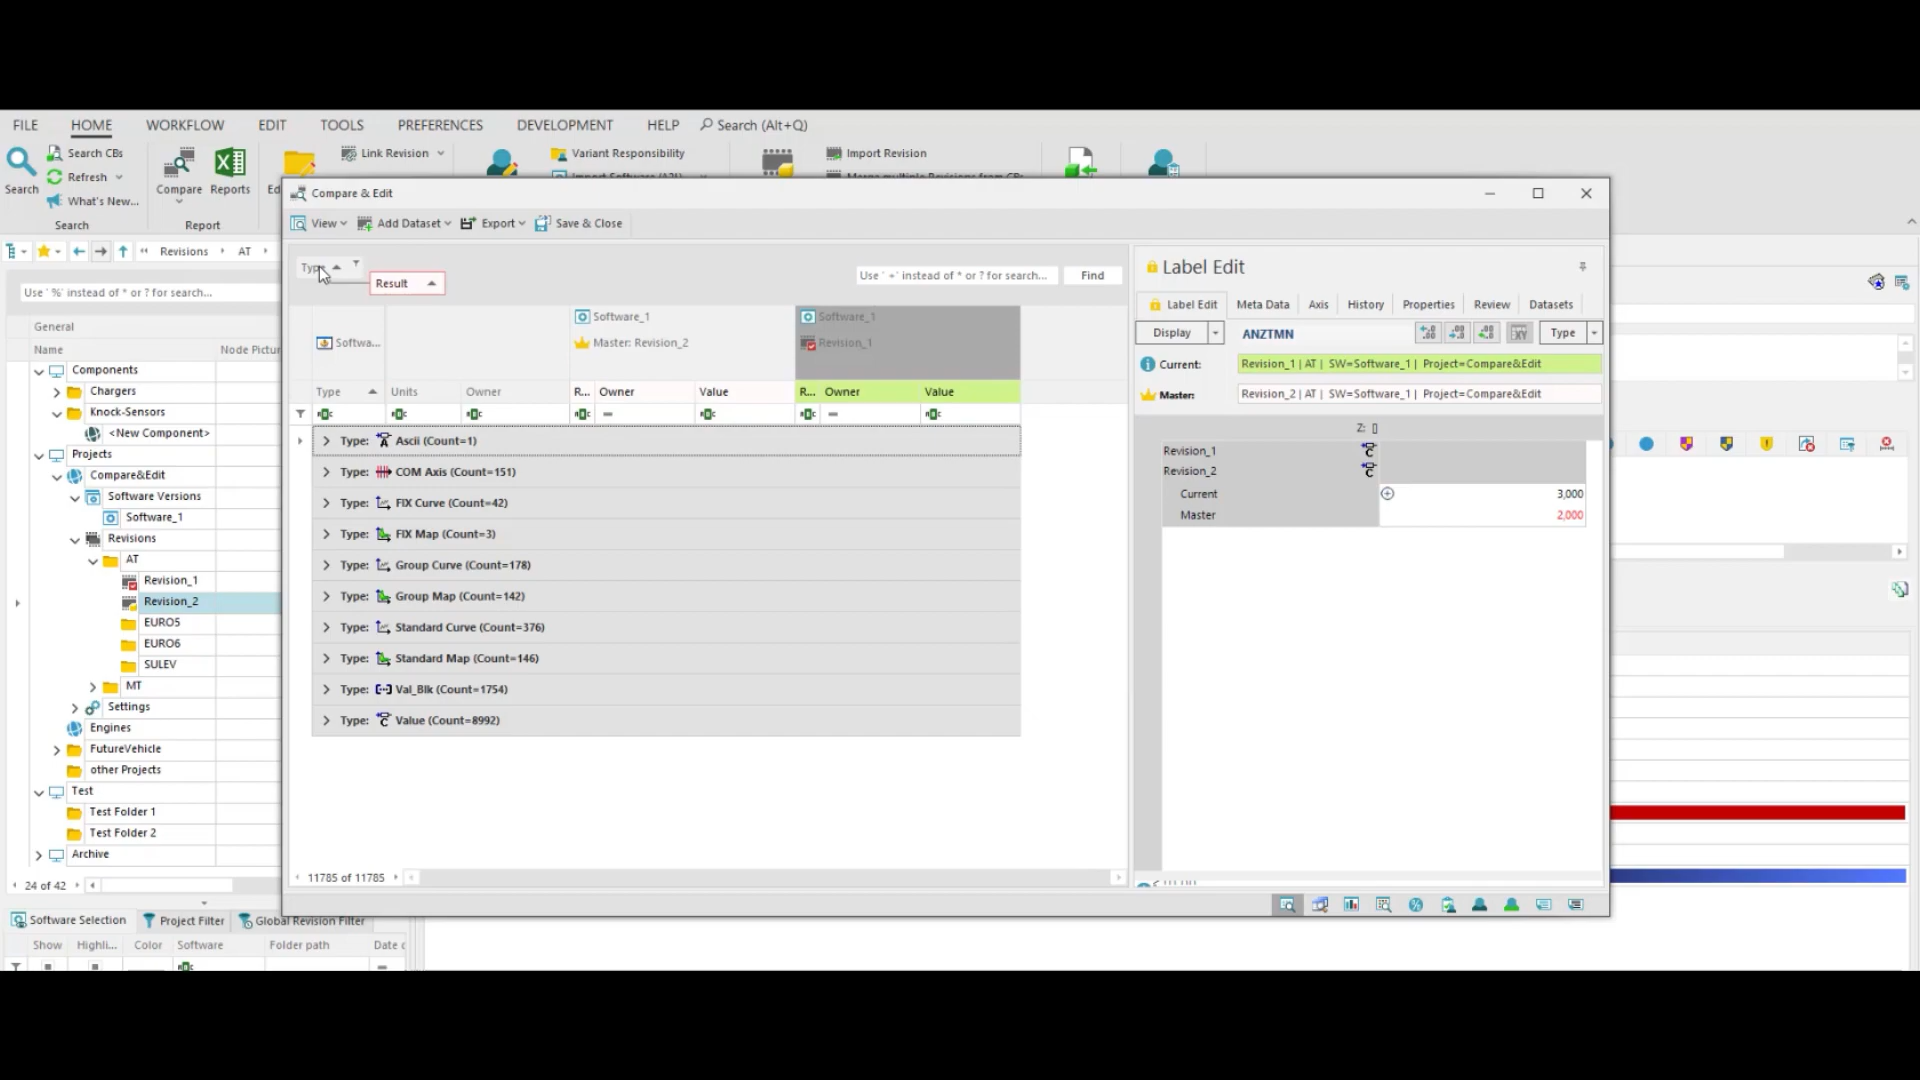 FILE HOME WORKFLOW EDIT TOOLS PREFERENCES DEVELOPMENT HELP Search (Alt+Q)
Search CBs
Refresh
What's New...
Search
Compare
Reports
Link Revision
Variant Responsibility
Import Revision
Search
Report
Revisions AT
Use ' %' instead of * or ? for search...
General
Name
Components
Chargers
Knock-Sensors
<New Component>
Projects
Compare&Edit
Software Versions
Software_1
Revisions
AT
Revision_1
Revision_2
EURO5
EURO6
SULEV
MT
Settings
Engines
FutureVehicle
other Projects
Test
Test Folder 1
Test Folder 2
Archive
24 of 42
Software Selection Project Filter Global Revision Filter
Show Highli... Color Software Folder path
Compare & Edit
View Add Dataset Export Save & Close
Result
Use ' +' instead of * or ? for search... Find
Softwa...
Software_1
Master: Revision_2
Software_1
Revision_1
Type Units Owner R... Owner Value R... Owner Value
Type: Ascii (Count=1)
Type: COM Axis (Count=151)
Type: FIX Curve (Count=42)
Type: FIX Map (Count=3)
Type: Group Curve (Count=178)
Type: Group Map (Count=142)
Type: Standard Curve (Count=376)
Type: Standard Map (Count=146)
Type: Val_Blk (Count=1754)
Type: Value (Count=8992)
11785 of 11785
Label Edit
Label Edit Meta Data Axis History Properties Review Datasets
Display ANZTMN Type
Current: Revision_1 | AT | SW=Software_1 | Project=Compare&Edit
Master: Revision_2 | AT | SW=Software_1 | Project=Compare&Edit
Z: []
Revision_1
Revision_2
Current 3,000
Master 2,000